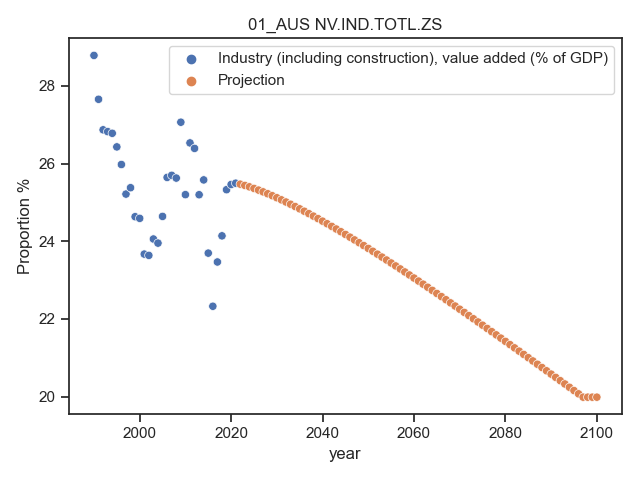 01_AUS NV.IND.TOTL.ZS
Industry (including construction), value added (% of GDP)
Projection
Proportion %
28
26
24
22
20
2000
2020
2040
2060
2080
2100
year